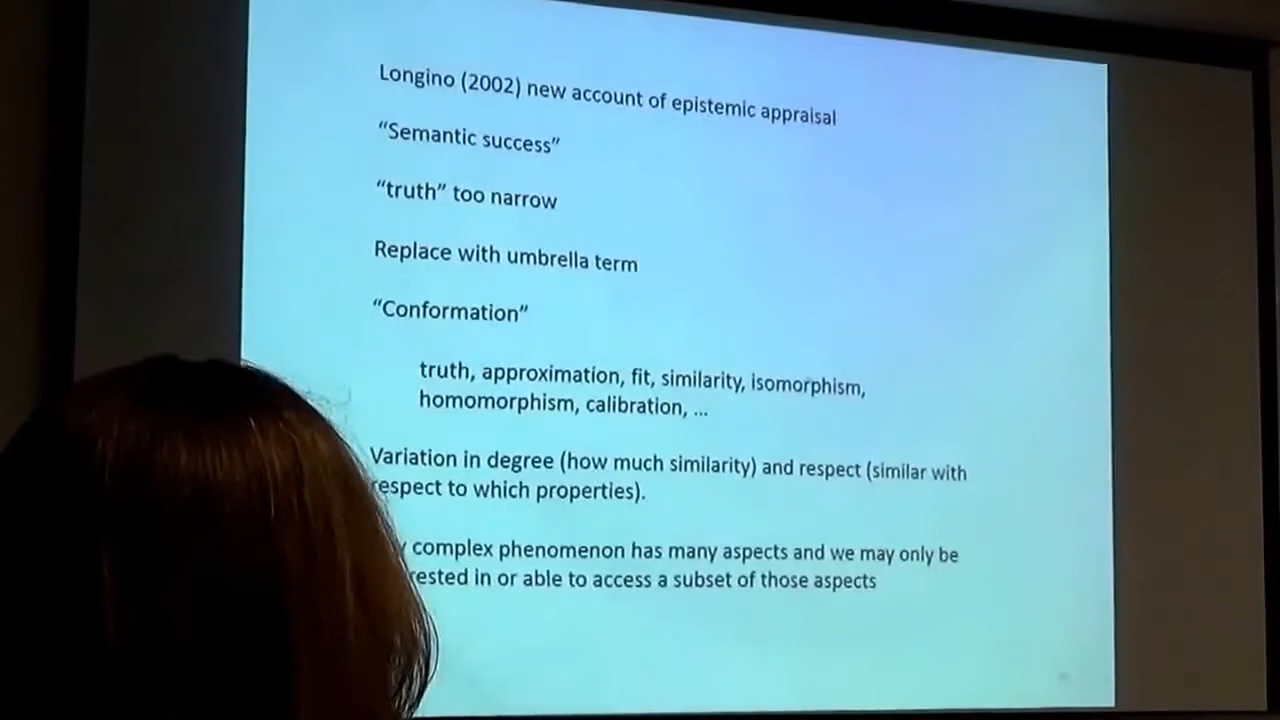 Longino (2002) new account of epistemic appraisal
“Semantic success”
“truth” too narrow
Replace with umbrella term
“Conformation”
truth, approximation, fit, similarity, isomorphism,
homomorphism, calibration, ...
Variation in degree (how much similarity) and respect (similar with
respect to which properties).
complex phenomenon has many aspects and we may only be
in or able to access a subset of those aspects